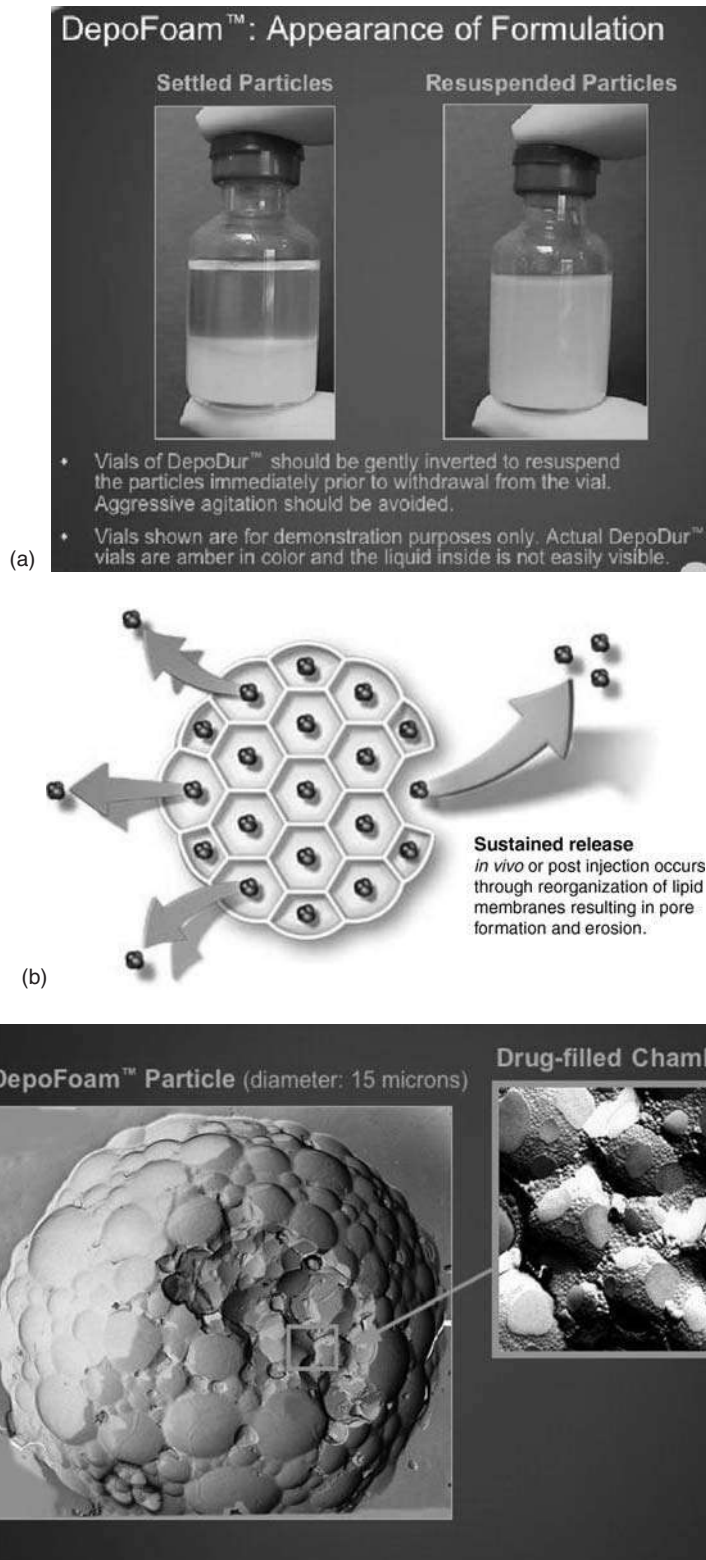 DepoFoam™: Appearance of Formulation
Settled Particles
Resuspended Particles
• Vials of DepoDur™ should be gently inverted to resuspend
the particles immediately prior to withdrawal from the vial.
Aggressive agitation should be avoided.
• Vials shown are for demonstration purposes only. Actual DepoDur™
vials are amber in color and the liquid inside is not easily visible.
(a)
Sustained release
in vivo or post injection occurs
through reorganization of lipid
membranes resulting in pore
formation and erosion.
(b)
DepoFoam™ Particle (diameter: 15 microns)
Drug-filled Chamb